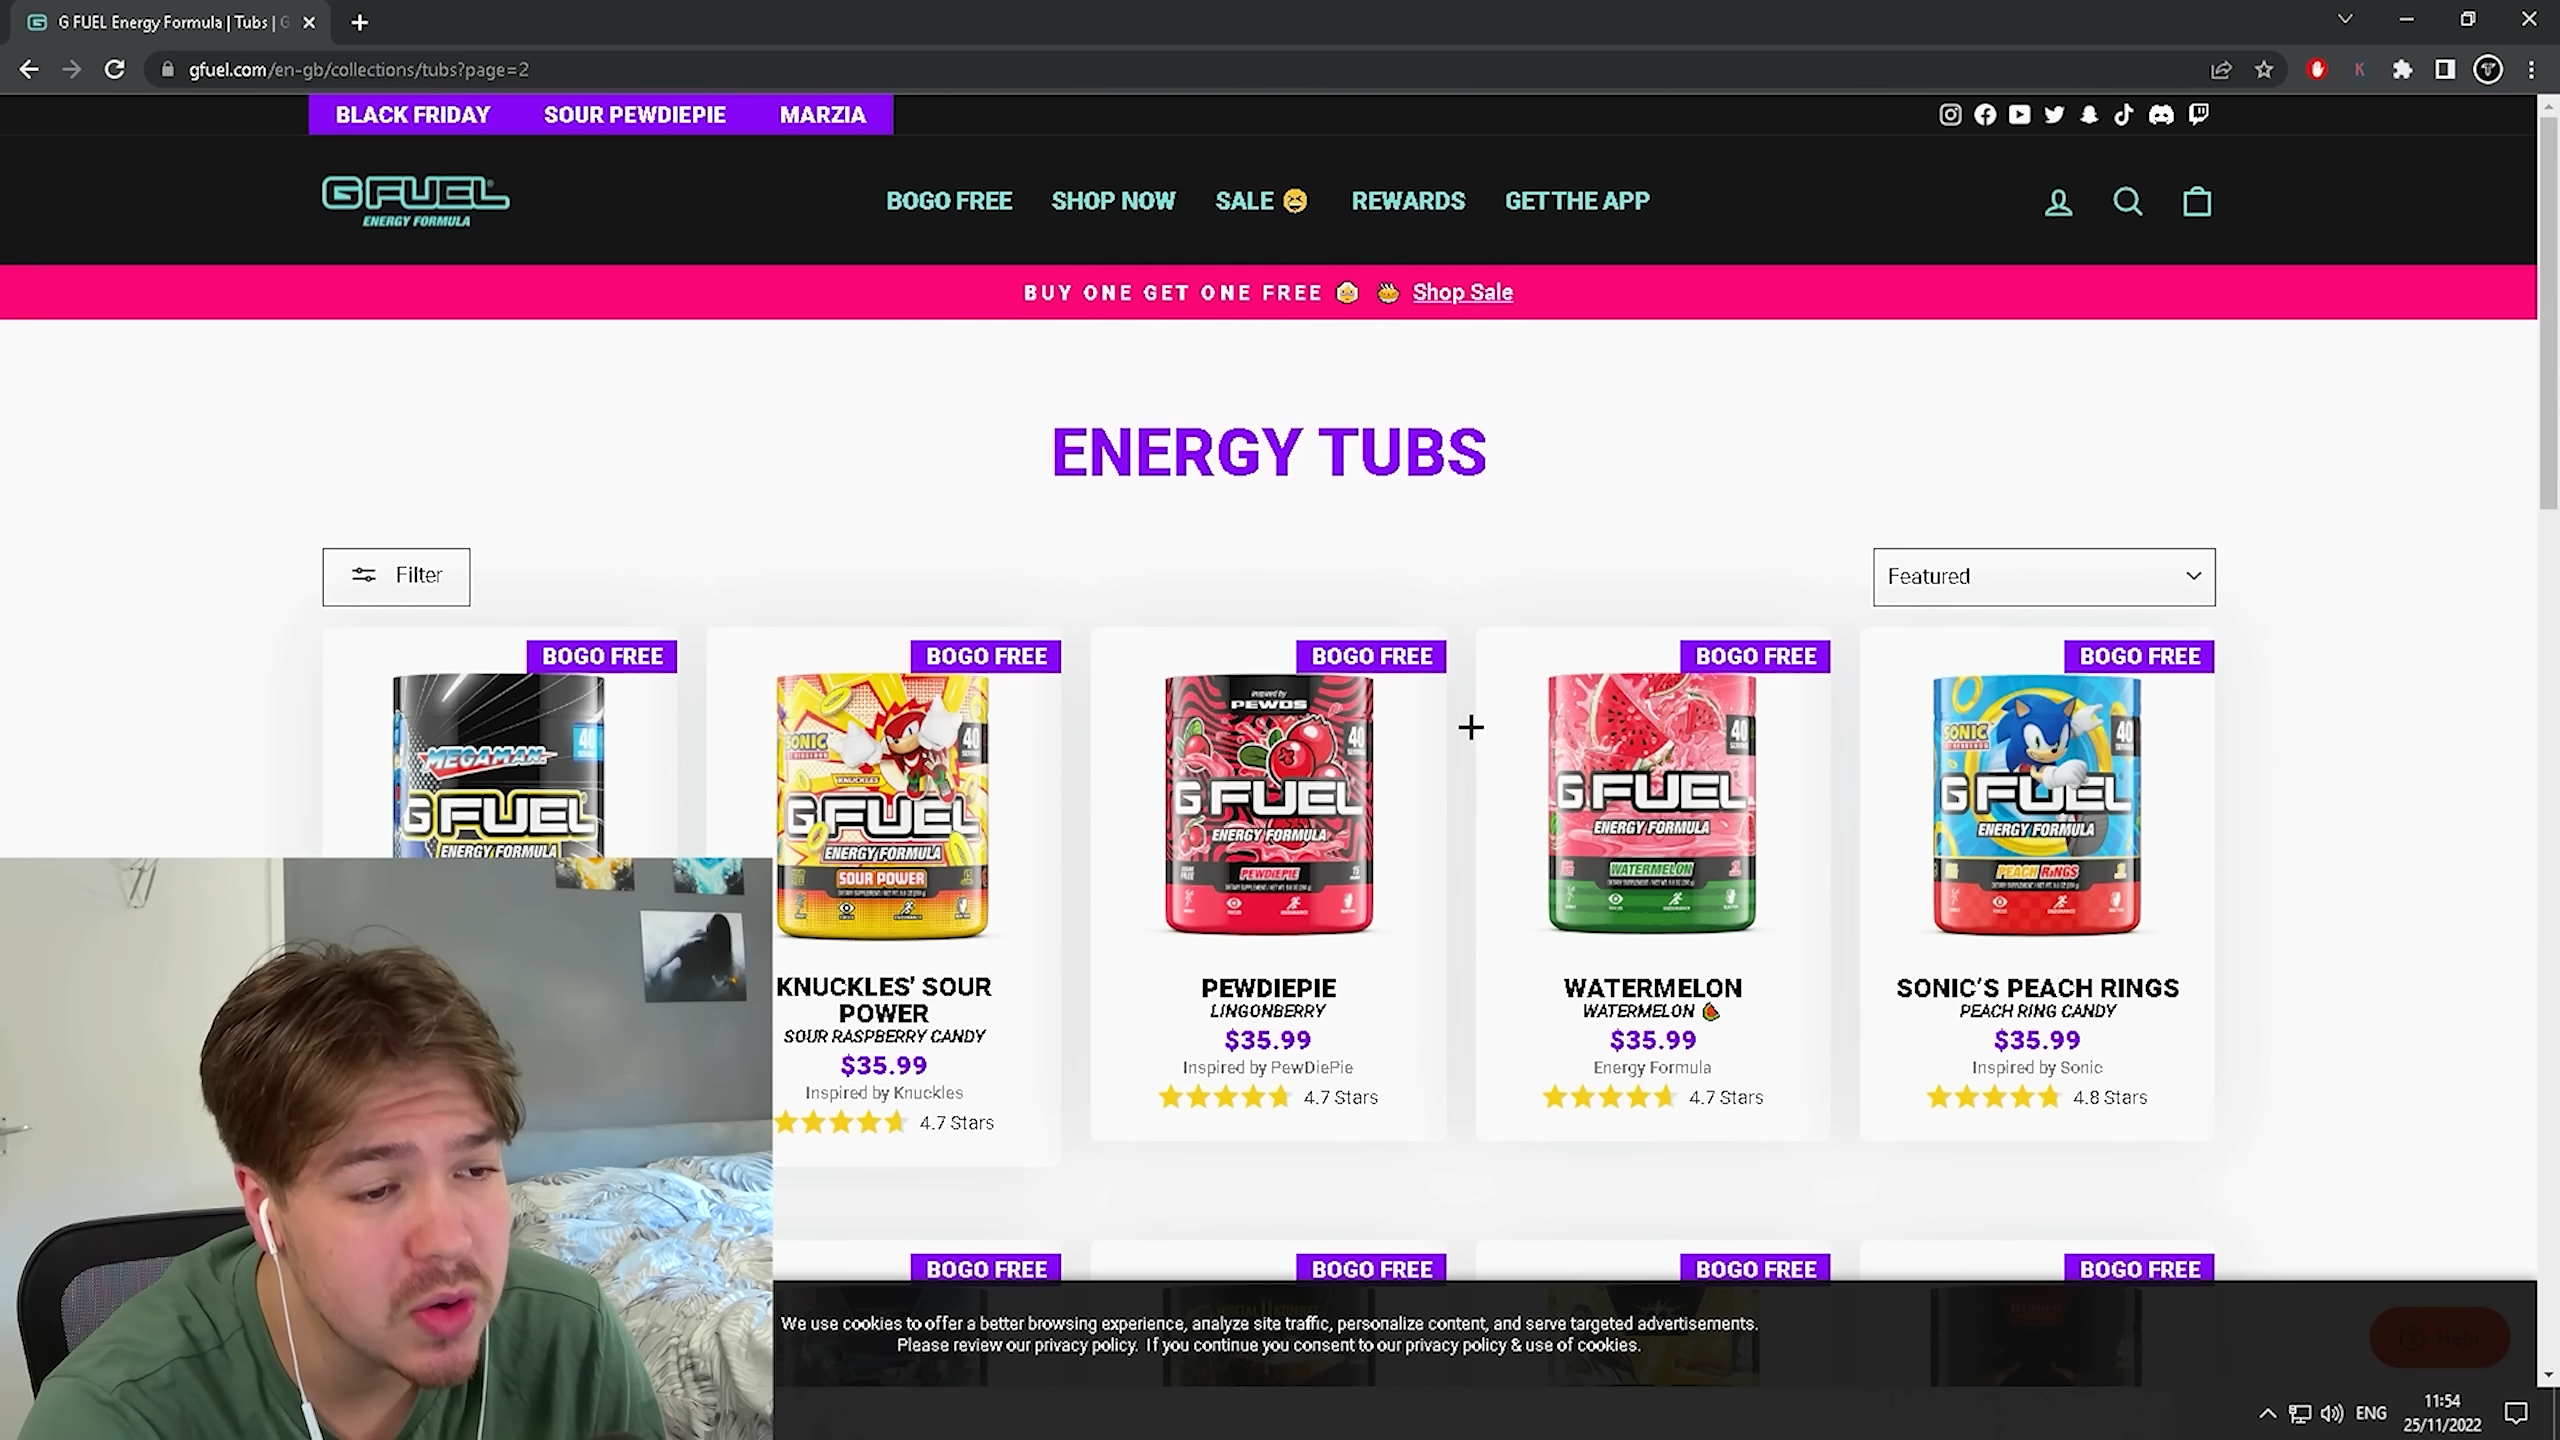 G FUEL Energy Formula | Tubs | G
gfuel.com/en-gb/collections/tubs?page=2
BLACK FRIDAY SOUR PEWDIEPIE MARZIA
G FUEL
ENERGY FORMULA
BOGO FREE SHOP NOW SALE 😆 REWARDS GET THE APP
BUY ONE GET ONE FREE Shop Sale
ENERGY TUBS
Filter
Featured
BOGO FREE BOGO FREE BOGO FREE BOGO FREE BOGO FREE
MEGAMAN
40
G FUEL
ENERGY FORMULA
SONIC
40
KNUCKLES
G FUEL
ENERGY FORMULA
SOUR POWER
Inspired by
PEWDS
40
G FUEL
ENERGY FORMULA
PEWDIEPIE
40
G FUEL
ENERGY FORMULA
WATERMELON
SONIC
40
G FUEL
ENERGY FORMULA
PEACH RINGS
KNUCKLES' SOUR
POWER
SOUR RASPBERRY CANDY
$35.99
Inspired by Knuckles
4.7 Stars
PEWDIEPIE
LINGONBERRY
$35.99
Inspired by PewDiePie
4.7 Stars
WATERMELON
WATERMELON 🍉
$35.99
Energy Formula
4.7 Stars
SONIC'S PEACH RINGS
PEACH RING CANDY
$35.99
Inspired by Sonic
4.8 Stars
BOGO FREE BOGO FREE BOGO FREE BOGO FREE
We use cookies to offer a better browsing experience, analyze site traffic, personalize content, and serve targeted advertisements.
Please review our privacy policy. If you continue you consent to our privacy policy & use of cookies.
Help
ENG
11:54
25/11/2022